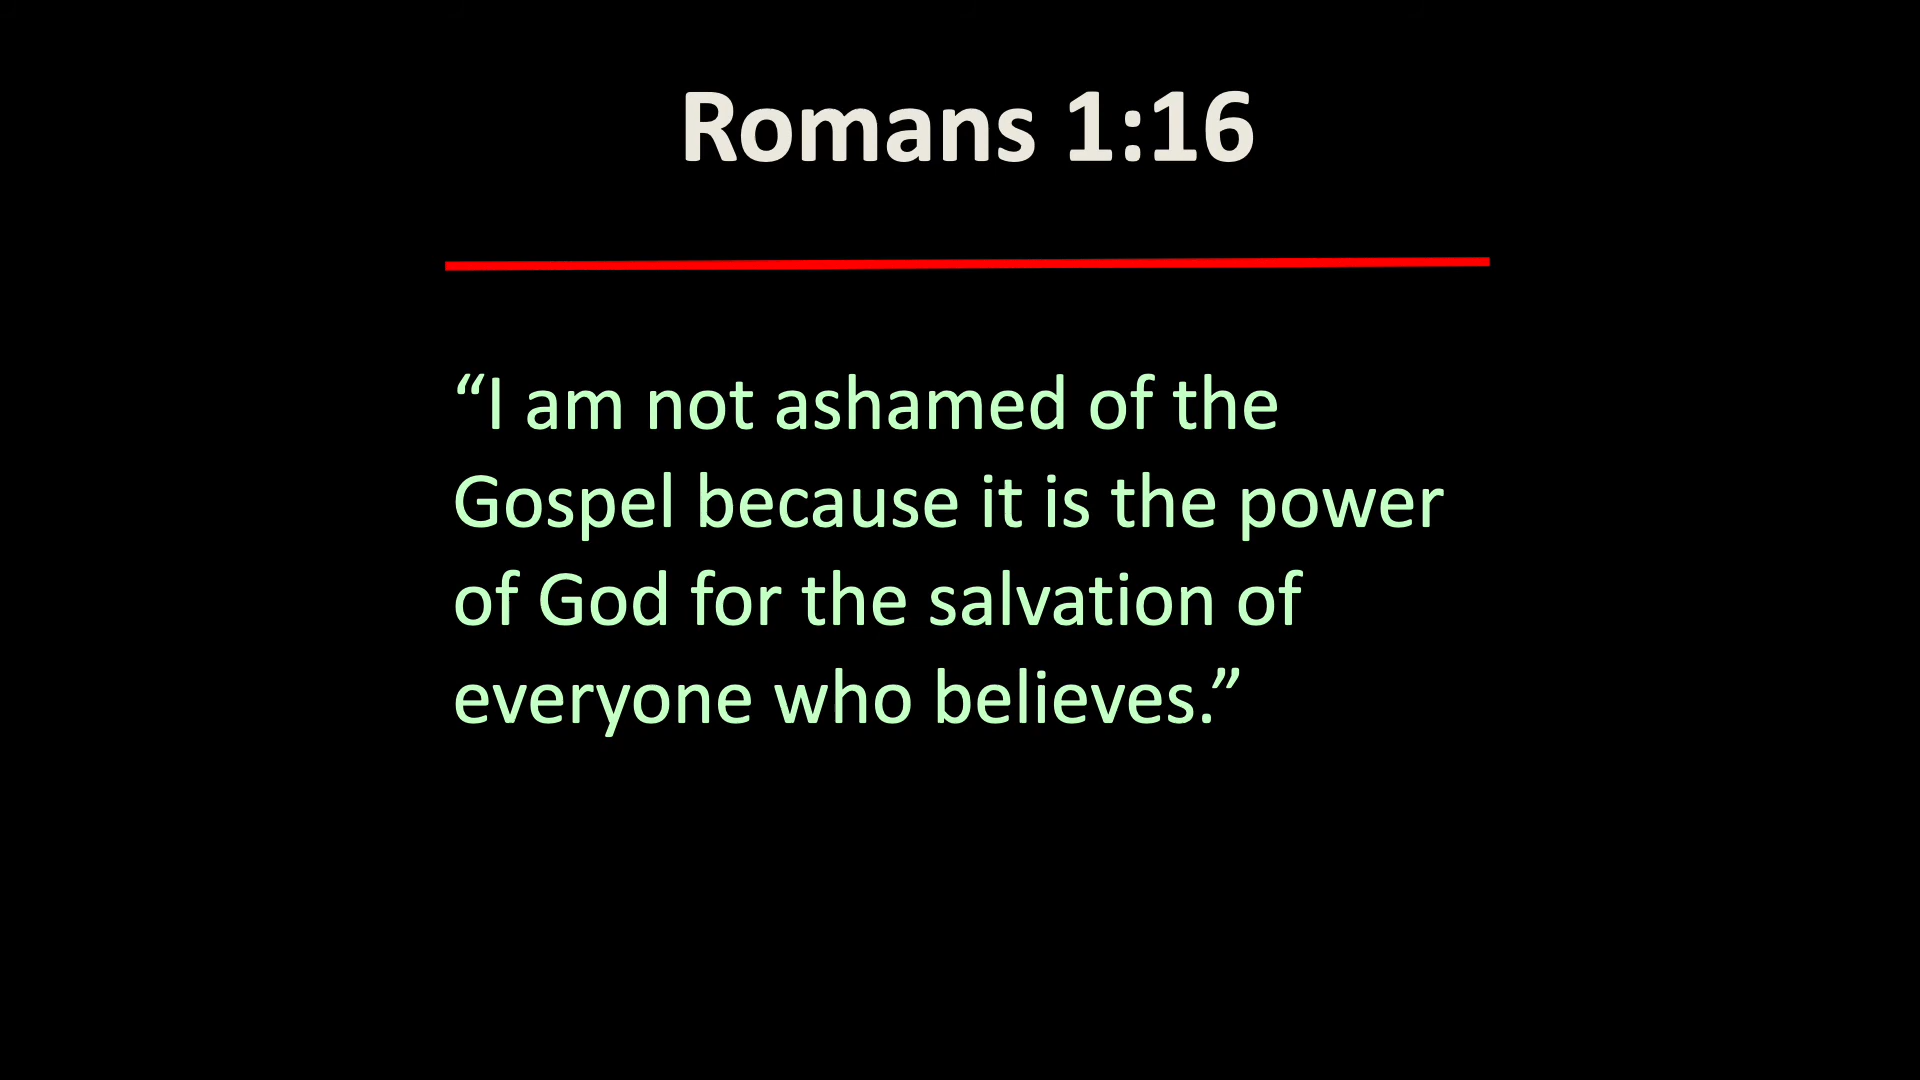 Romans 1:16
“I am not ashamed of the
Gospel because it is the power
of God for the salvation of
everyone who believes.”